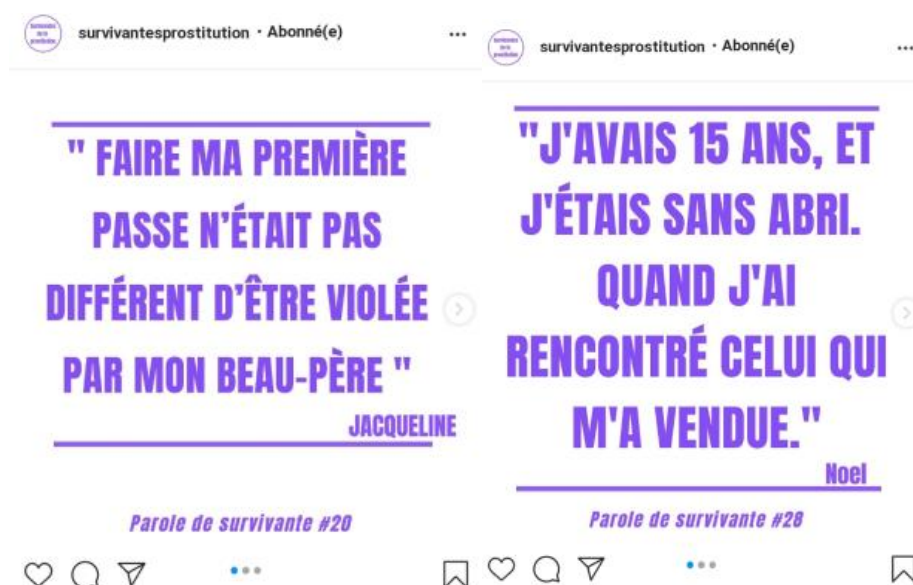 survivantesprostitution · Abonné(e)
" FAIRE MA PREMIÈRE
PASSE N’ÉTAIT PAS
DIFFÉRENT D’ÊTRE VIOLÉE
PAR MON BEAU-PÈRE "
JACQUELINE
Parole de survivante #20
survivantesprostitution · Abonné(e)
"J'AVAIS 15 ANS, ET
J'ÉTAIS SANS ABRI.
QUAND J'AI
RENCONTRÉ CELUI QUI
M'A VENDUE."
Noel
Parole de survivante #28